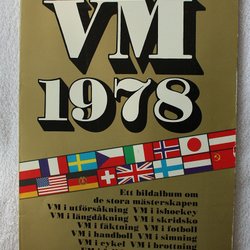 VM
1978
Ett bildalbum om
de stora mästerskapen
VM i utförsåkning VM i ishockey
VM i längdåkning VM i skridsko
VM i fäktning VM i fotboll
VM i handboll VM i simning
VM i cykel VM i brottning